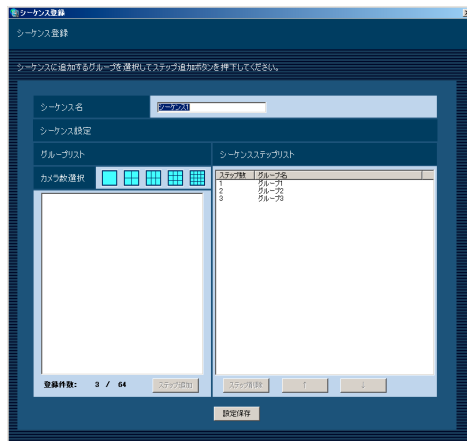 シーケンス登録
シーケンス登録
シーケンスに追加するグループを選択してステップ追加ボタンを押下してください。
シーケンス名
シーケンス1
シーケンス設定
グループリスト
シーケンスステップリスト
カメラ数選択
ステップ数 グループ名
1 グループ1
2 グループ2
3 グループ3
登録件数: 3 / 64
ステップ追加
ステップ削除
↑
↓
設定保存